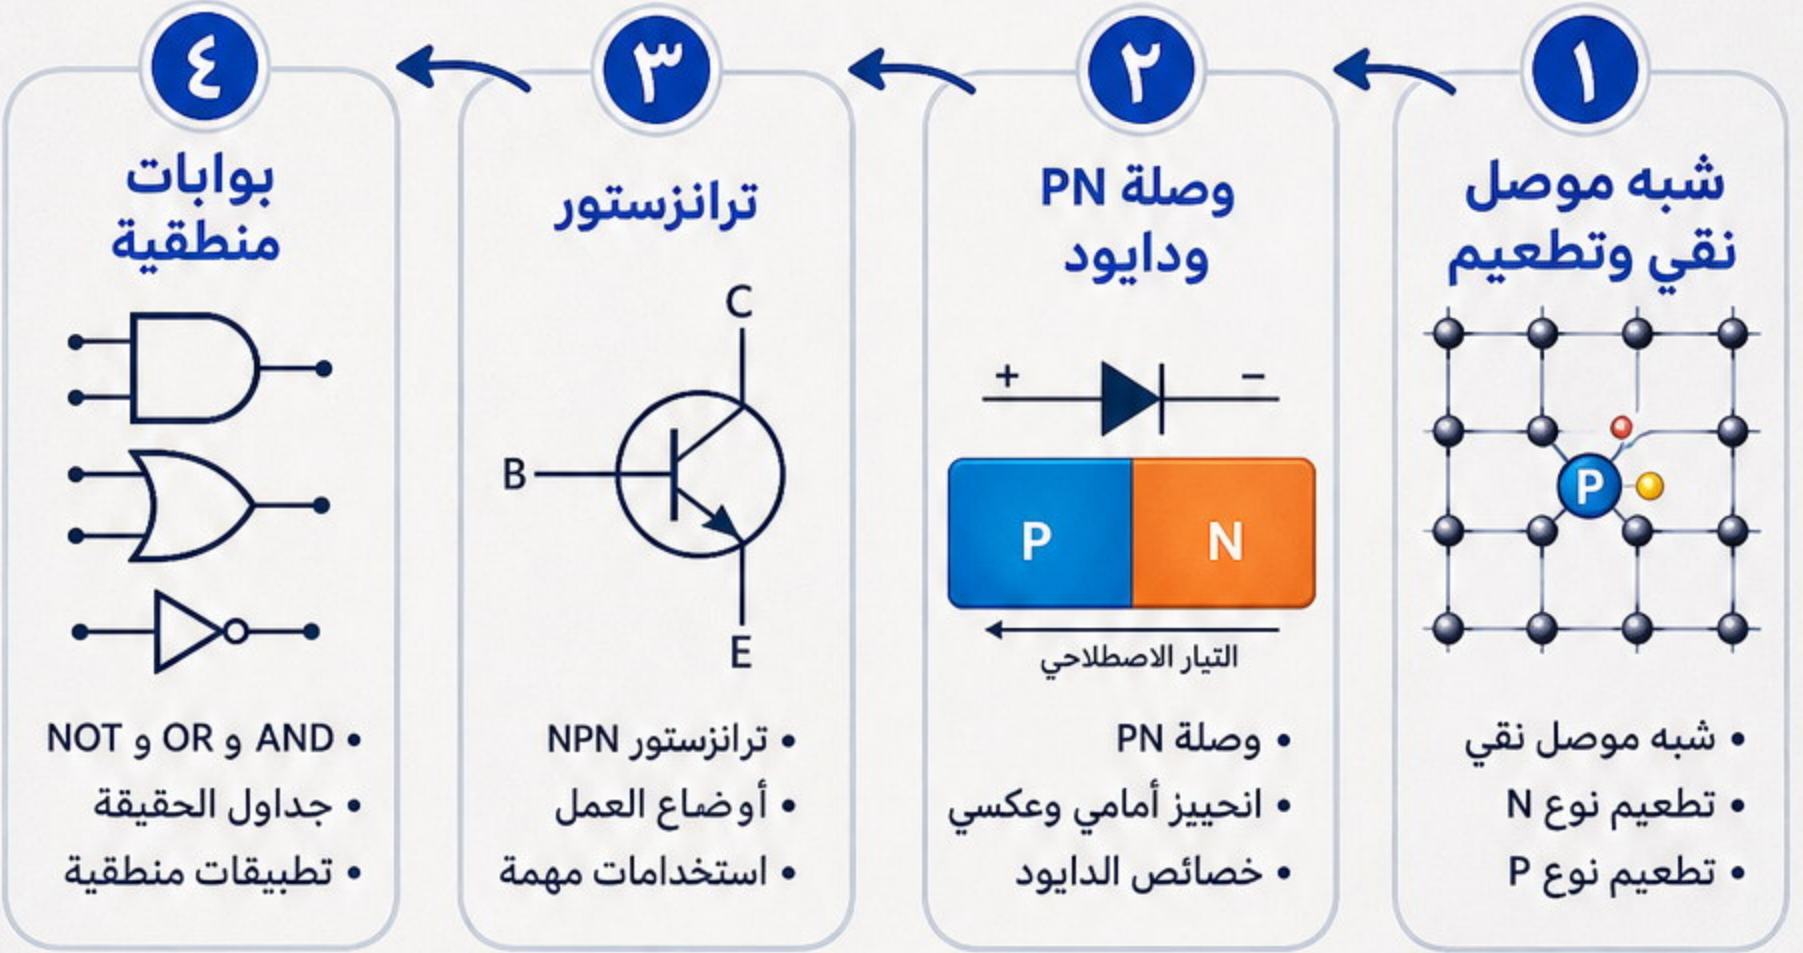 ١
شبه موصل
نقي وتطعيم
P
• شبه موصل نقي
• تطعيم نوع N
• تطعيم نوع P
٢
وصلة PN
ودايود
+ −
P N
التيار الاصطلاحي
• وصلة PN
• انحييز أمامي وعكسي
• خصائص الدايود
٣
ترانزستور
C
B
E
• ترانزستور NPN
• أوضاع العمل
• استخدامات مهمة
٤
بوابات
منطقية
• AND و OR و NOT
• جداول الحقيقة
• تطبيقات منطقية